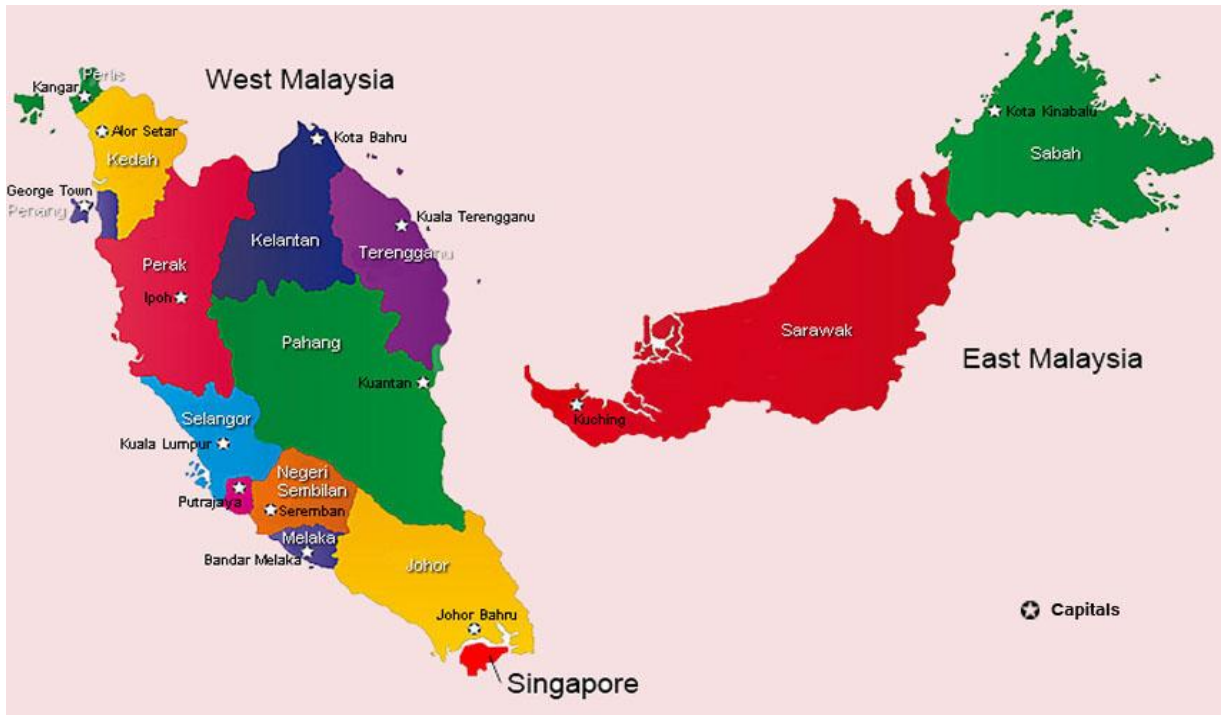 West Malaysia
Perlis
Kangar
Alor Setar
Kedah
George Town
Penang
Kota Bahru
Kuala Terengganu
Kelantan
Terengganu
Perak
Ipoh
Pahang
Kuantan
Selangor
Kuala Lumpur
Negeri
Sembilan
Putrajaya
Seremban
Melaka
Bandar Melaka
Johor
Johor Bahru
Singapore
Kota Kinabalu
Sabah
Sarawak
East Malaysia
Kuching
Capitals